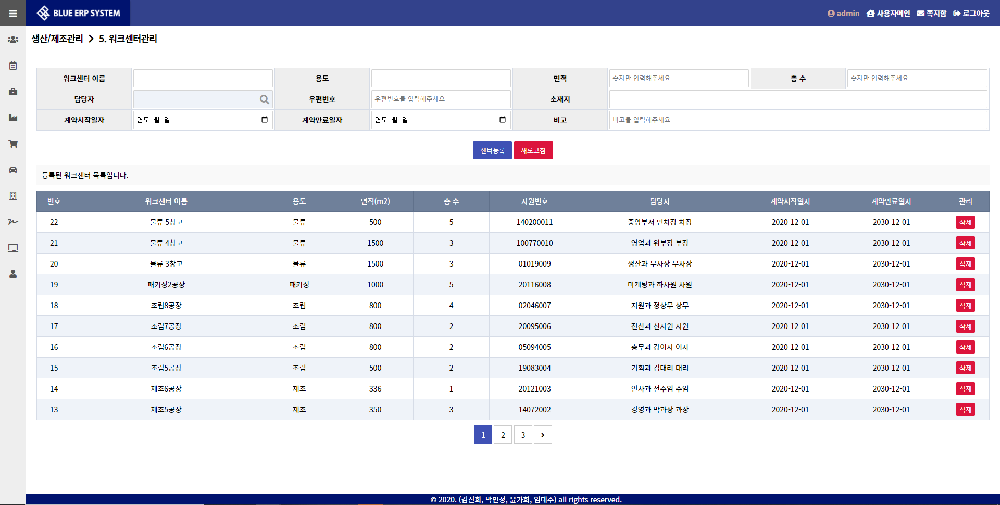 BLUE ERP SYSTEM
admin 사용자메인 쪽지함 로그아웃
생산/제조관리 > 5. 워크센터관리
워크센터 이름 용도 면적 숫자만 입력해주세요 층 수 숫자만 입력해주세요
담당자 우편번호 우편번호를 입력해주세요 소재지
계약시작일자 연도-월-일 계약만료일자 연도-월-일 비고 비고를 입력해주세요
센터등록 새로고침
등록된 워크센터 목록입니다.
번호 워크센터 이름 용도 면적(m2) 층 수 사원번호 담당자 계약시작일자 계약만료일자 관리
22 물류 5창고 물류 500 5 140200011 중앙부서 민차장 차장 2020-12-01 2030-12-01 삭제
21 물류 4창고 물류 1500 3 100770010 영업과 위부장 부장 2020-12-01 2030-12-01 삭제
20 물류 3창고 물류 1500 3 01019009 생산과 부사장 부사장 2020-12-01 2030-12-01 삭제
19 패키징2공장 패키징 1000 5 20116008 마케팅과 하사원 사원 2020-12-01 2030-12-01 삭제
18 조립8공장 조립 800 4 02046007 지원과 정상무 상무 2020-12-01 2030-12-01 삭제
17 조립7공장 조립 800 2 20095006 전산과 신사원 사원 2020-12-01 2030-12-01 삭제
16 조립6공장 조립 800 2 05094005 총무과 강이사 이사 2020-12-01 2030-12-01 삭제
15 조립5공장 조립 500 2 19083004 기획과 김대리 대리 2020-12-01 2030-12-01 삭제
14 제조6공장 제조 336 1 20121003 인사과 전주임 주임 2020-12-01 2030-12-01 삭제
13 제조5공장 제조 350 3 14072002 경영과 박과장 과장 2020-12-01 2030-12-01 삭제
1 2 3 >
© 2020. (김진희, 박민정, 윤가희, 임태주) all rights reserved.